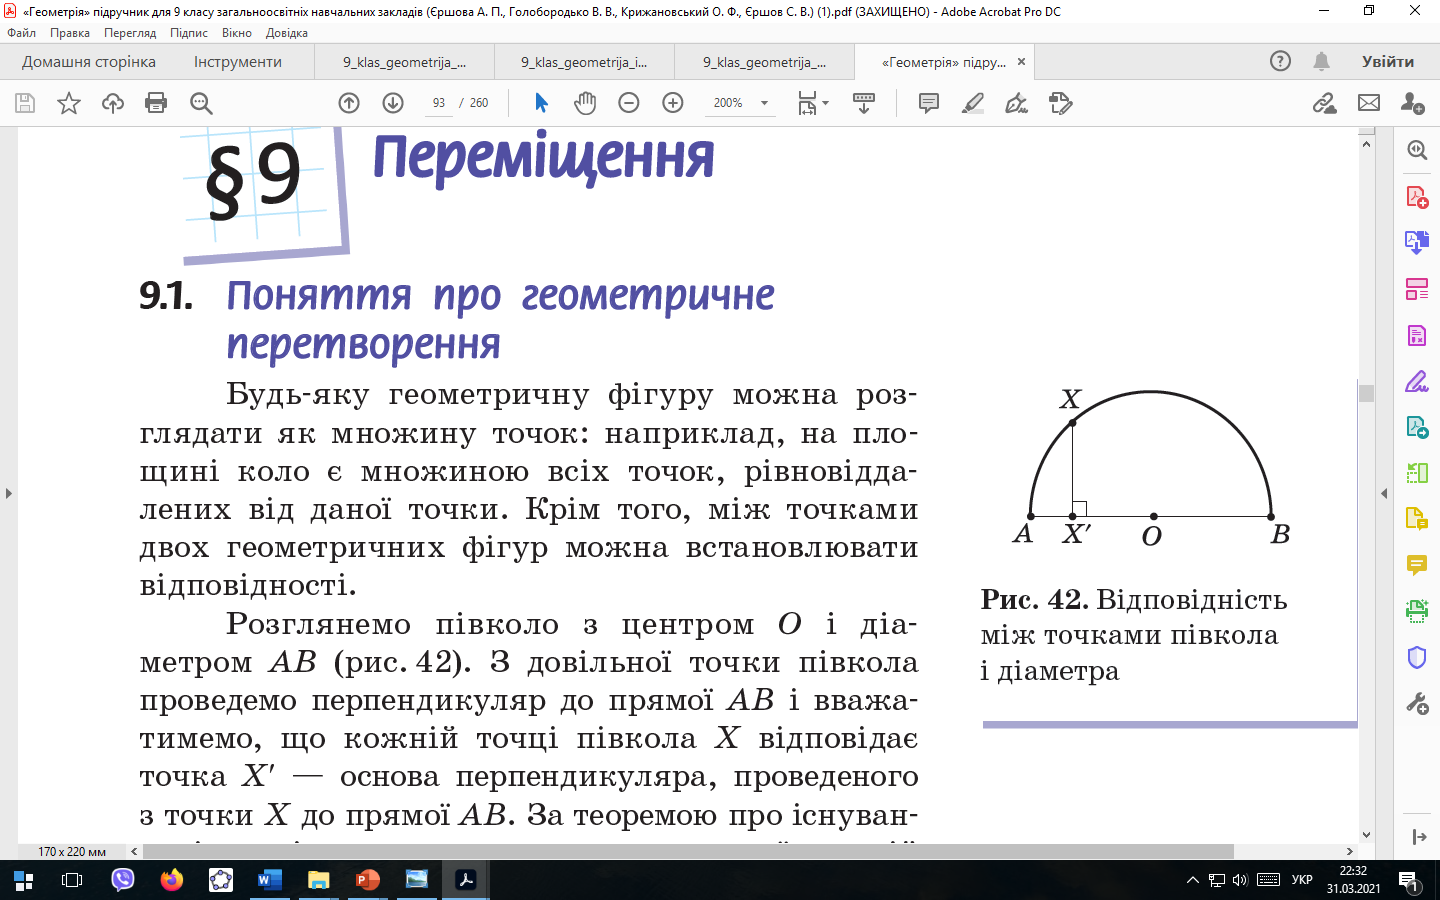 «Геометрія» підручник для 9 класу загальноосвітніх навчальних закладів (Єршова А. П., Голобородько В. В., Крижановський О. Ф., Єршов С. В.) (1).pdf (ЗАХИЩЕНО) - Adobe Acrobat Pro DC
Файл Правка Перегляд Підпис Вікно Довідка
Домашня сторінка Інструменти 9_klas_geometrija_... 9_klas_geometrija_i... 9_klas_geometrija_... «Геометрія» підру... × Увійти
93 / 260 200%
§9 Переміщення
9.1. Поняття про геометричне
перетворення
Будь-яку геометричну фігуру можна роз-
глядати як множину точок: наприклад, на пло-
щині коло є множиною всіх точок, рівновідда-
лених від даної точки. Крім того, між точками
двох геометричних фігур можна встановлювати
відповідності.
Розглянемо півколо з центром O і діа-
метром AB (рис. 42). З довільної точки півкола
проведемо перпендикуляр до прямої AB і вважа-
тимемо, що кожній точці півкола X відповідає
точка X′ — основа перпендикуляра, проведеного
з точки X до прямої AB. За теоремою про існуван-
X
A X′ O B
Рис. 42. Відповідність
між точками півкола
і діаметра
170 x 220 мм
УКР
22:32
31.03.2021
1